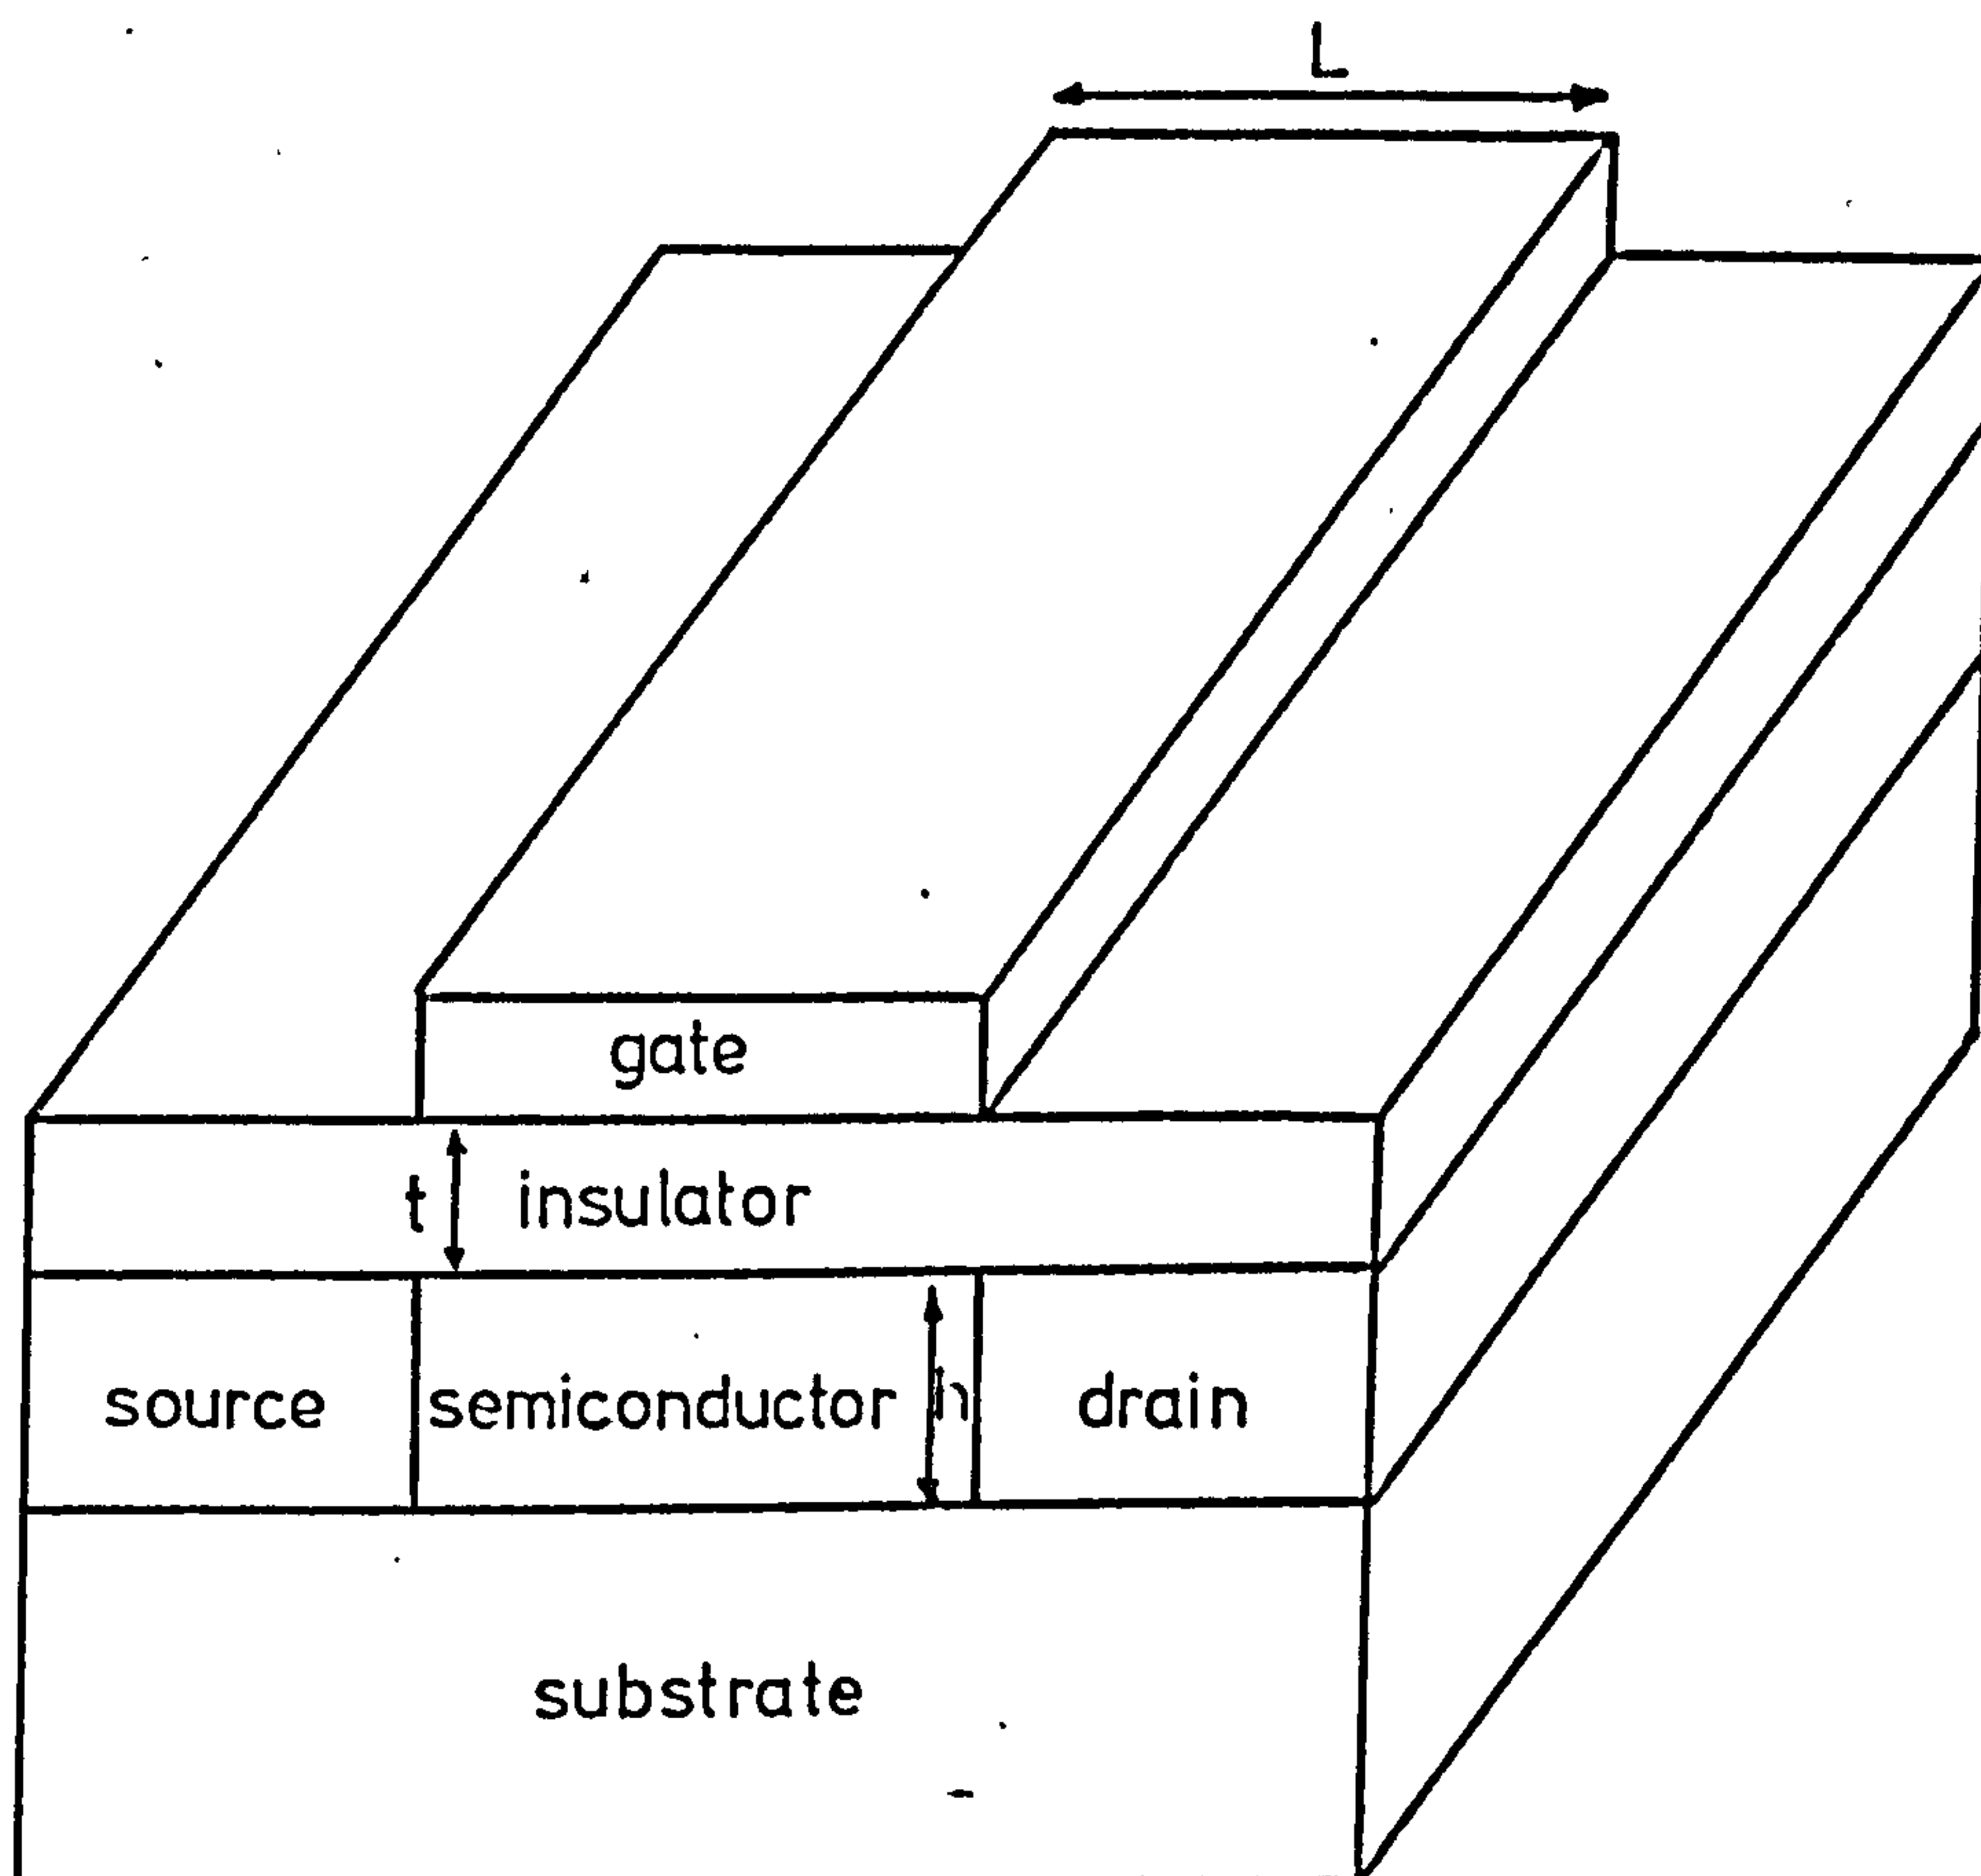 L
gate
t insulator
source semiconductor h drain
substrate